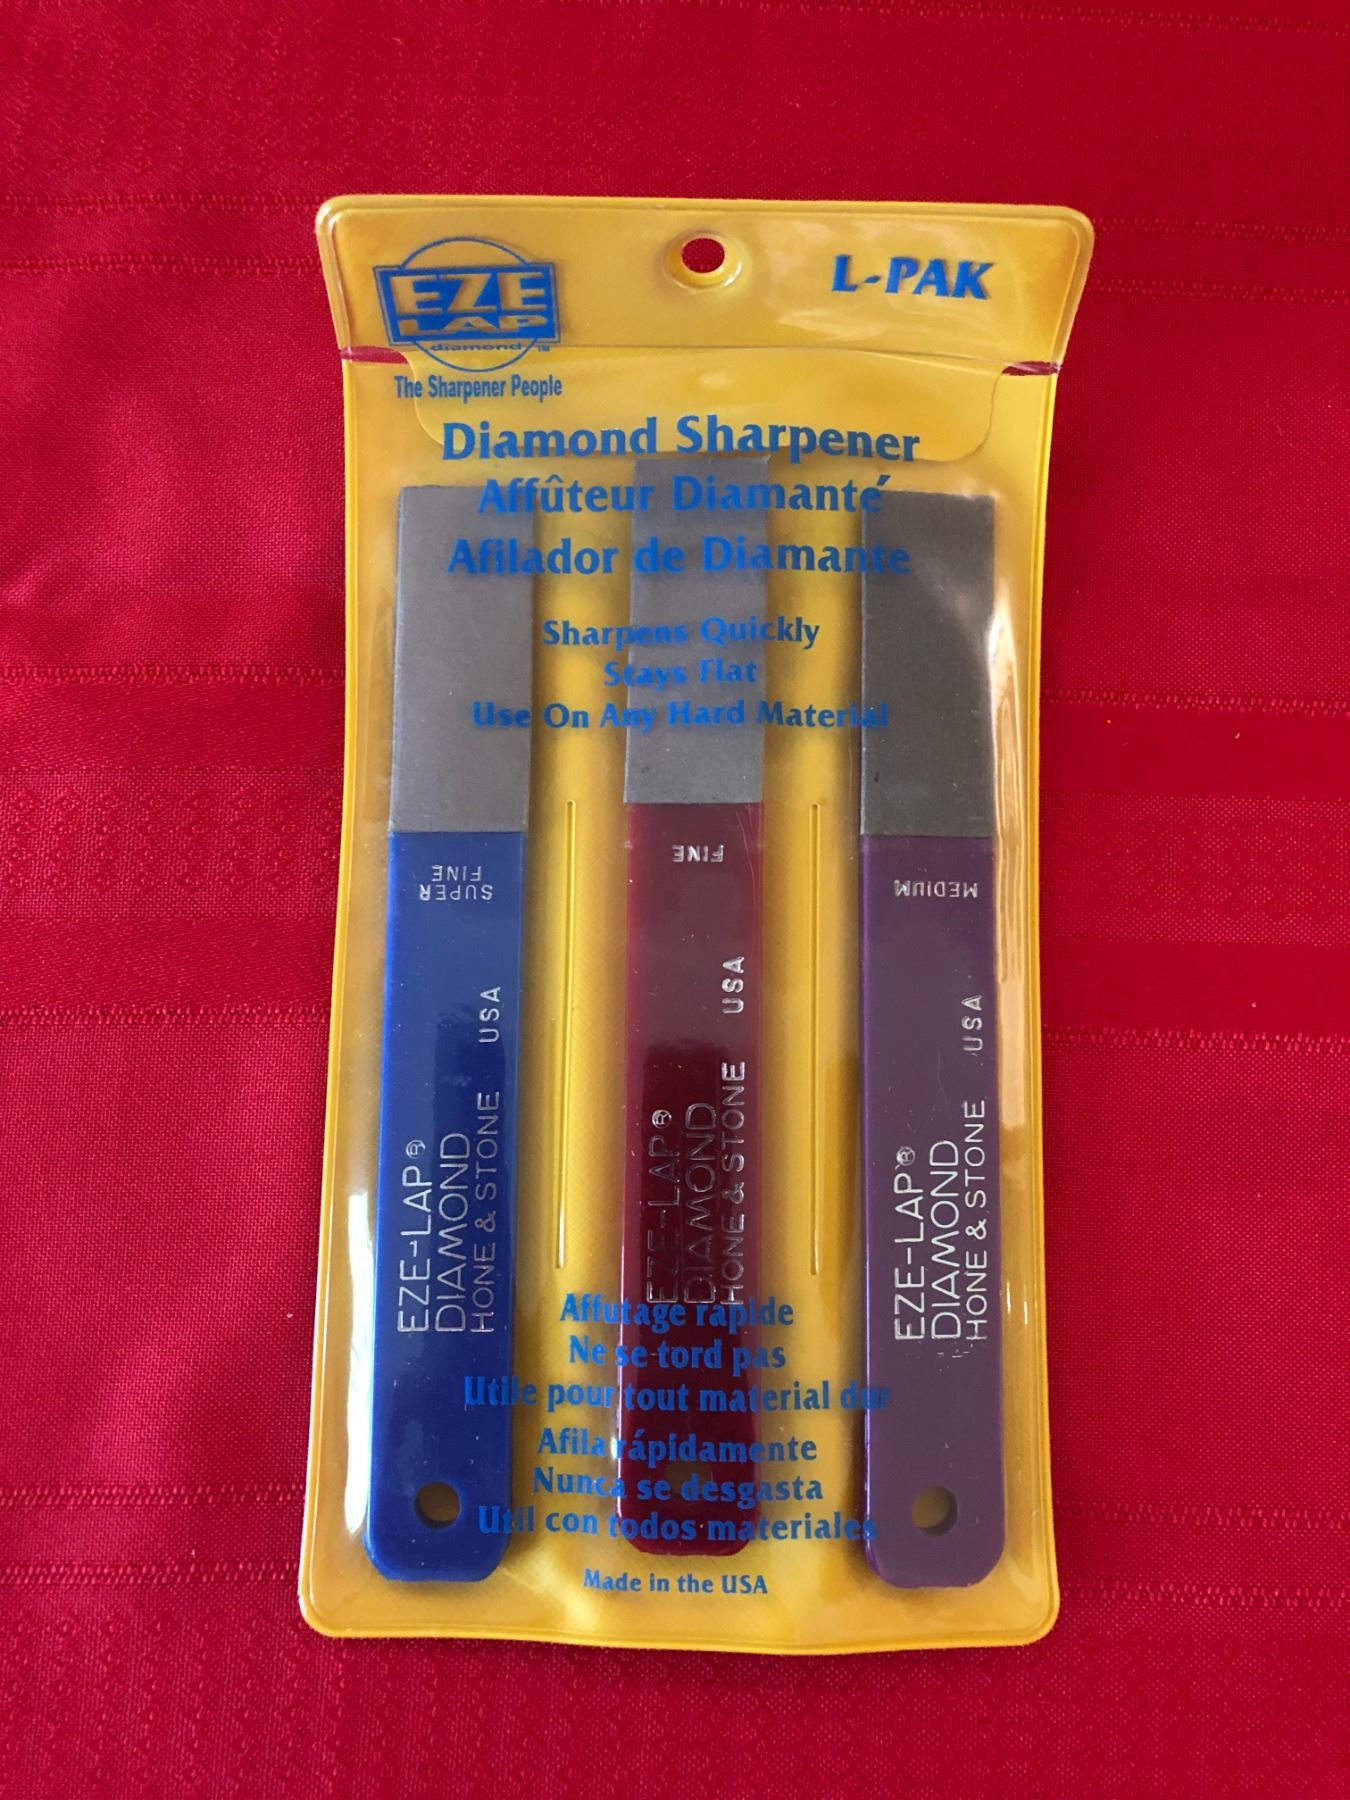 EZE
LAP
diamond ™
The Sharpener People
L-PAK
Diamond Sharpener
Affûteur Diamanté
Afilador de Diamante
Sharpens Quickly
Stays Flat
Use On Any Hard Material
SUPER
FINE
EZE-LAP®
DIAMOND
HONE & STONE USA
FINE
EZE-LAP®
DIAMOND
HONE & STONE USA
MEDIUM
EZE-LAP®
DIAMOND
HONE & STONE USA
Affutage rapide
Ne se tord pas
Utile pour tout material dur
Afila rápidamente
Nunca se desgasta
Util con todos materiales
Made in the USA